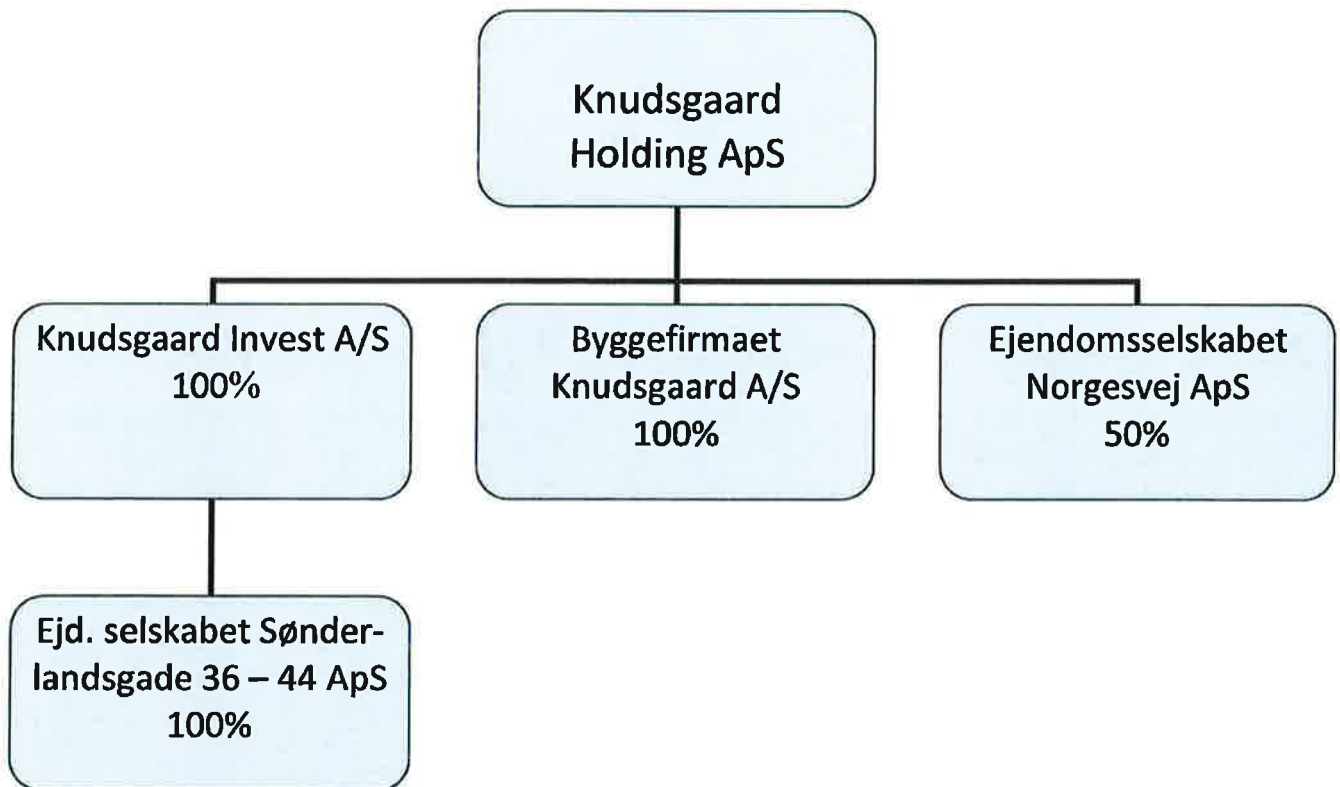 Knudsgaard
Holding ApS
Knudsgaard Invest A/S
100%
Byggefirmaet
Knudsgaard A/S
100%
Ejendomsselskabet
Norgesvej ApS
50%
Ejd. selskabet Sønder-
landsgade 36 – 44 ApS
100%